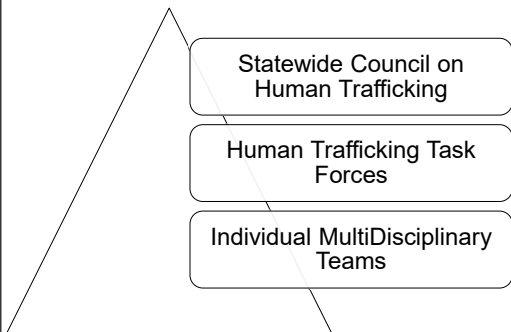 Statewide Council on
Human Trafficking
Human Trafficking Task
Forces
Individual MultiDisciplinary
Teams